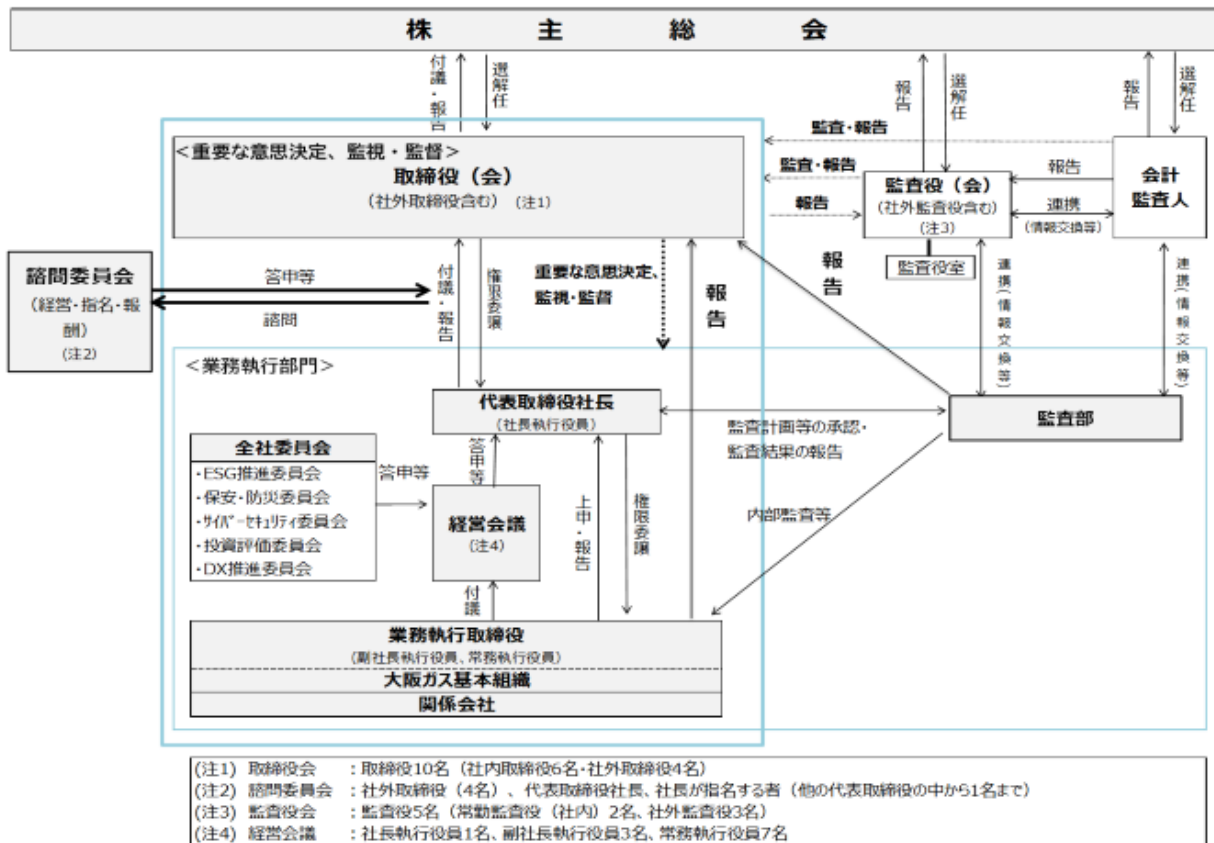 株主総会
付議・報告
選解任
報告
選解任
報告
選解任
＜重要な意思決定、監視・監督＞
取締役（会）
(社外取締役含む) (注1)
監査・報告
監査・報告
報告
監査役（会）
(社外監査役含む)
(注3)
監査役室
報告
連携
(情報交換等)
会計
監査人
諮問委員会
(経営・指名・報
酬)
(注2)
答申等
諮問
付議・報告
権限委譲
重要な意思決定、
監視・監督
報告
報告
連携(情報交換等)
連携(情報交換等)
＜業務執行部門＞
代表取締役社長
(社長執行役員)
監査計画等の承認・
監査結果の報告
監査部
全社委員会
・ESG推進委員会
・保安・防災委員会
・ｻｲﾊﾞｰｾｷｭﾘﾃｨ委員会
・投資評価委員会
・DX推進委員会
答申等
答申等
経営会議
(注4)
付議
上申・報告
権限委譲
内部監査等
業務執行取締役
(副社長執行役員、常務執行役員)
大阪ガス基本組織
関係会社
(注1) 取締役会 ：取締役10名（社内取締役6名・社外取締役4名）
(注2) 諮問委員会 ：社外取締役（4名）、代表取締役社長、社長が指名する者（他の代表取締役の中から1名まで）
(注3) 監査役会 ：監査役5名（常勤監査役（社内）2名、社外監査役3名）
(注4) 経営会議 ：社長執行役員1名、副社長執行役員3名、常務執行役員7名